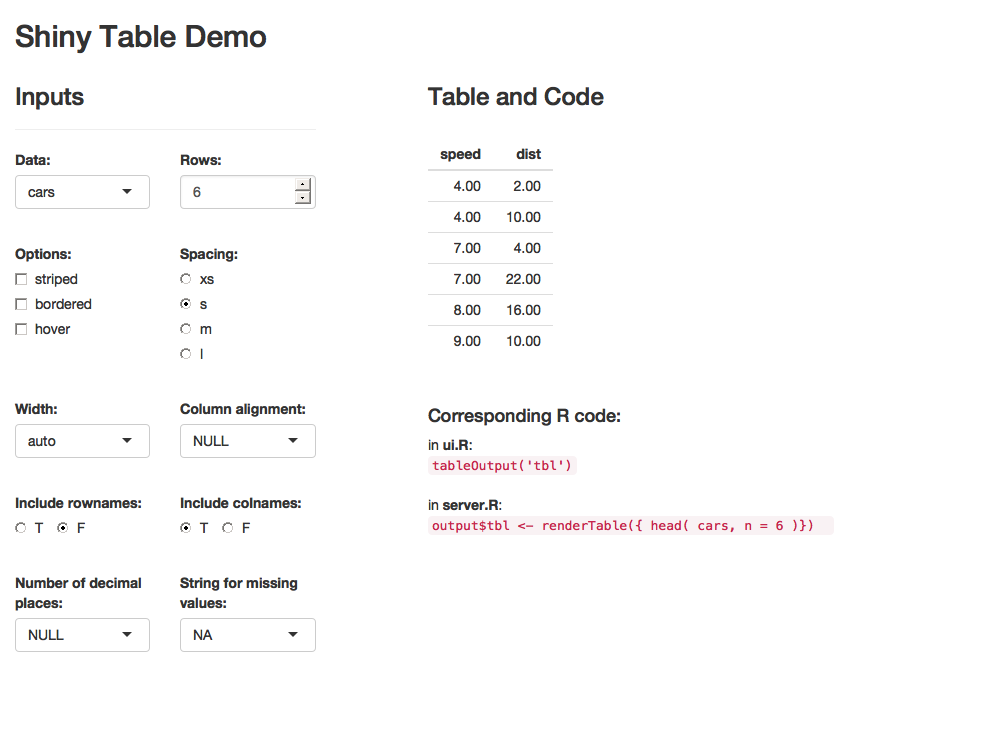 Shiny Table Demo
Inputs
Data: Rows:
cars 6
Options: Spacing:
striped xs
bordered s
hover m
l
Width: Column alignment:
auto NULL
Include rownames: Include colnames:
T F T F
Number of decimal places: String for missing values:
NULL NA
Table and Code
speed dist
4.00 2.00
4.00 10.00
7.00 4.00
7.00 22.00
8.00 16.00
9.00 10.00
Corresponding R code:
in ui.R:
tableOutput('tbl')
in server.R:
output$tbl <- renderTable({ head( cars, n = 6 )})